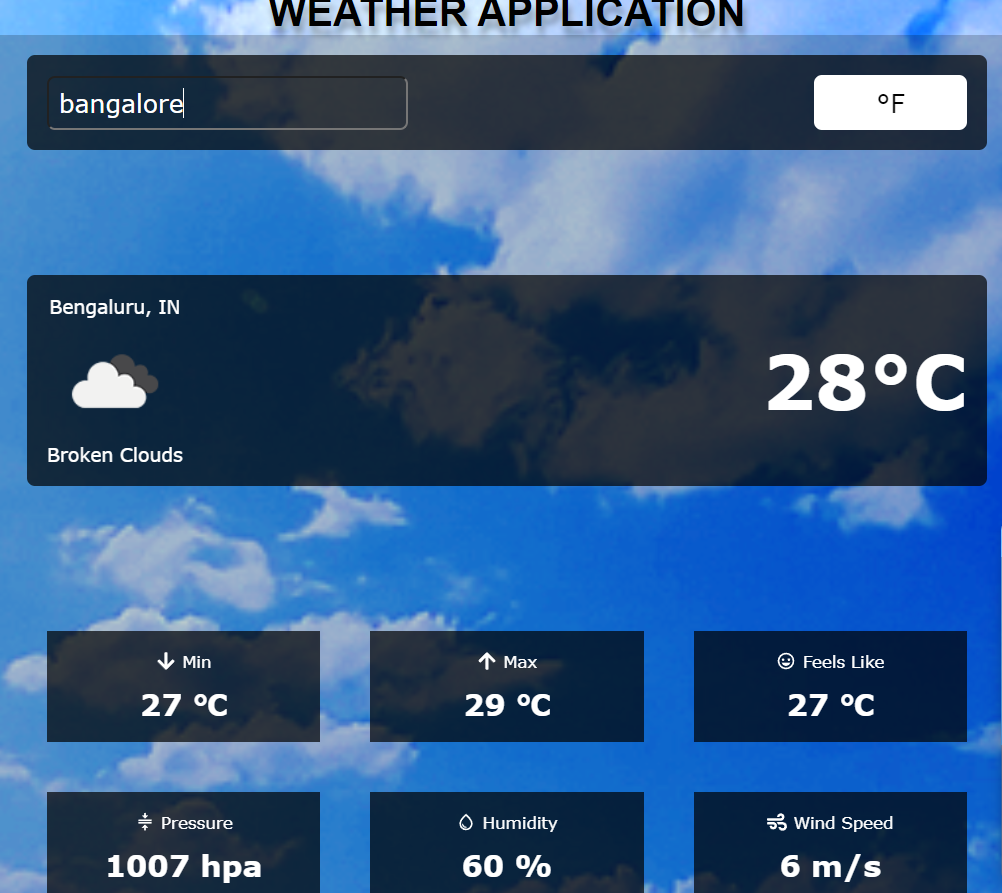 WEATHER APPLICATION
bangalore
°F
Bengaluru, IN
28°C
Broken Clouds
Min
Max
Feels Like
27 °C
29 °C
27 °C
Pressure
Humidity
Wind Speed
1007 hpa
60 %
6 m/s